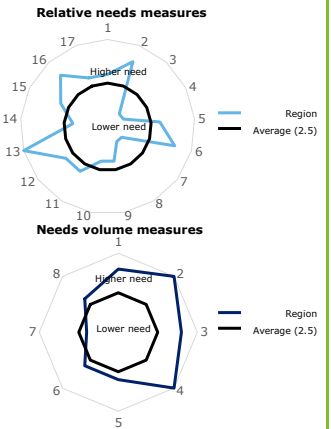 Relative needs measures
1
17 2
16 3
Higher need
15 4
14 5
Lower need
Region
13 6
Average (2.5)
12 7
11 8
10 9
Needs volume measures
1
8 2
Higher need
Region
7 3
Lower need
Average (2.5)
6 4
5